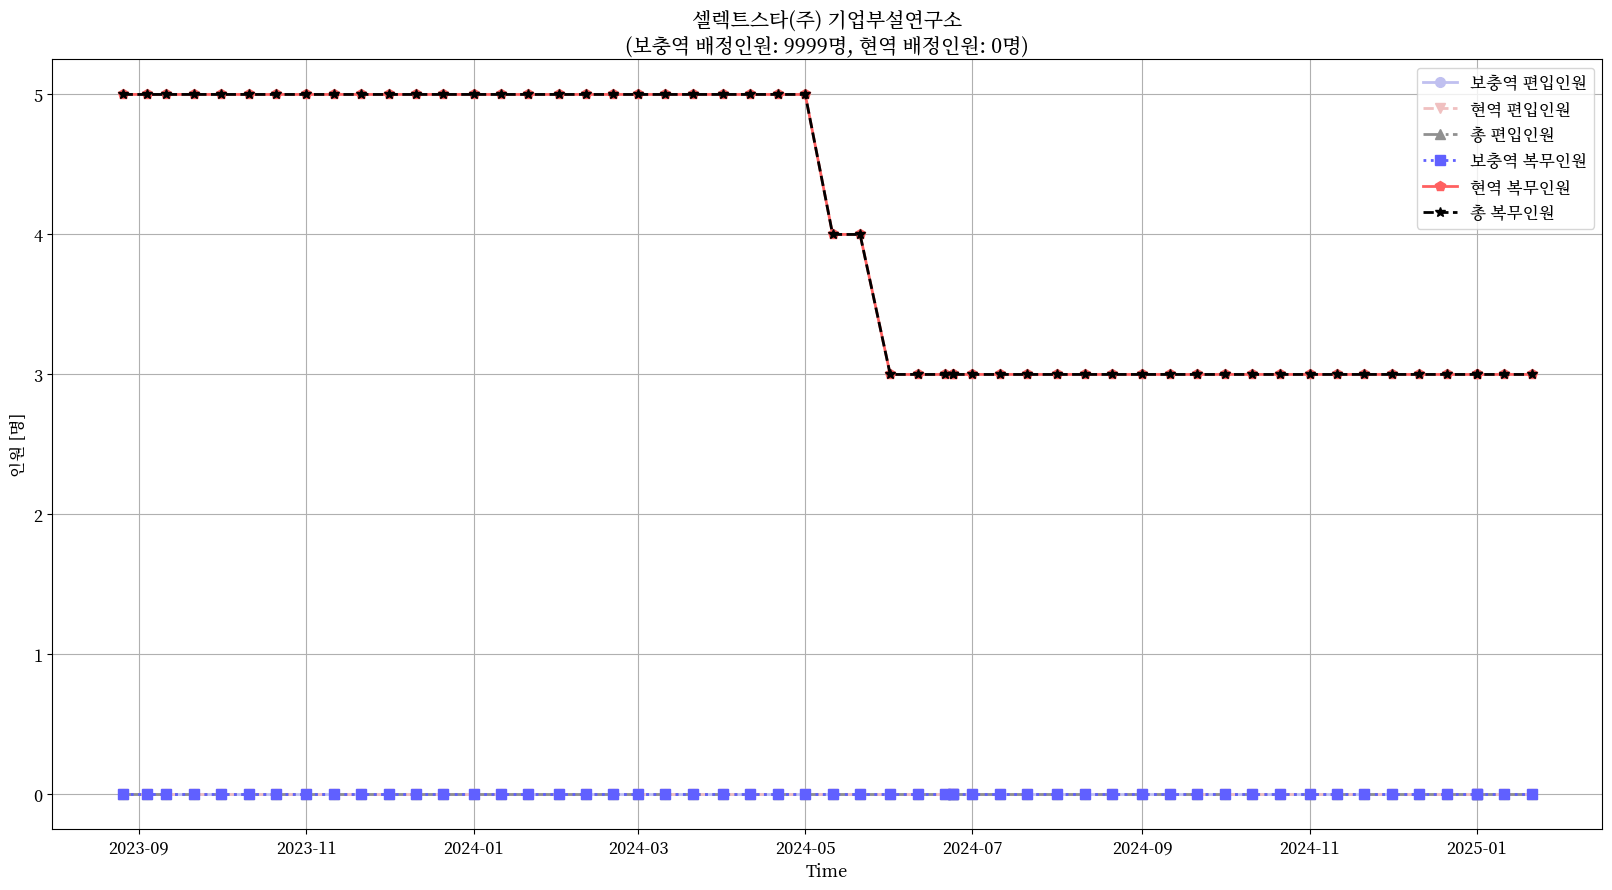 셀렉트스타(주) 기업부설연구소
(보충역 배정인원: 9999명, 현역 배정인원: 0명)
보충역 편입인원
현역 편입인원
총 편입인원
보충역 복무인원
현역 복무인원
총 복무인원
인원 [명]
5
4
3
2
1
0
2023-09
2023-11
2024-01
2024-03
2024-05
2024-07
2024-09
2024-11
2025-01
Time